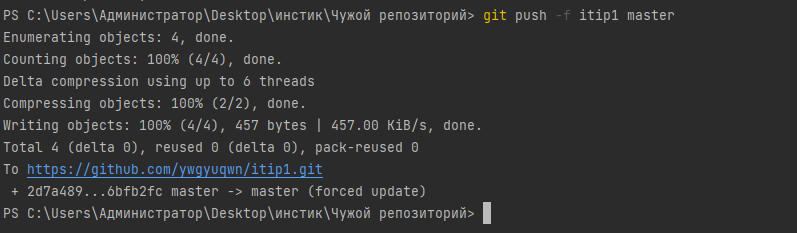 PS C:\Users\Администратор\Desktop\инстик\Чужой репозиторий> git push -f itip1 master
Enumerating objects: 4, done.
Counting objects: 100% (4/4), done.
Delta compression using up to 6 threads
Compressing objects: 100% (2/2), done.
Writing objects: 100% (4/4), 457 bytes | 457.00 KiB/s, done.
Total 4 (delta 0), reused 0 (delta 0), pack-reused 0
To https://github.com/ywgyuqwn/itip1.git
 + 2d7a489...6bfb2fc master -> master (forced update)
PS C:\Users\Администратор\Desktop\инстик\Чужой репозиторий>